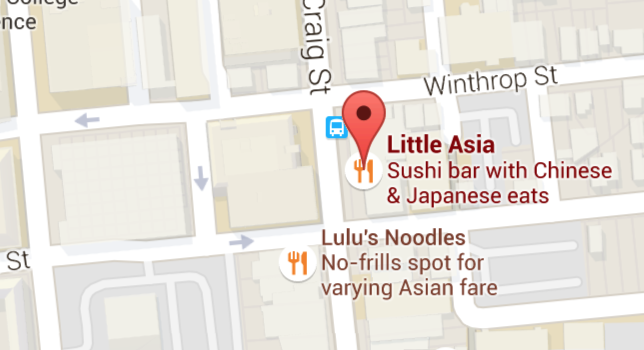 College
nce
Craig St
Winthrop St
Little Asia
Sushi bar with Chinese
& Japanese eats
Lulu's Noodles
No-frills spot for
varying Asian fare
St